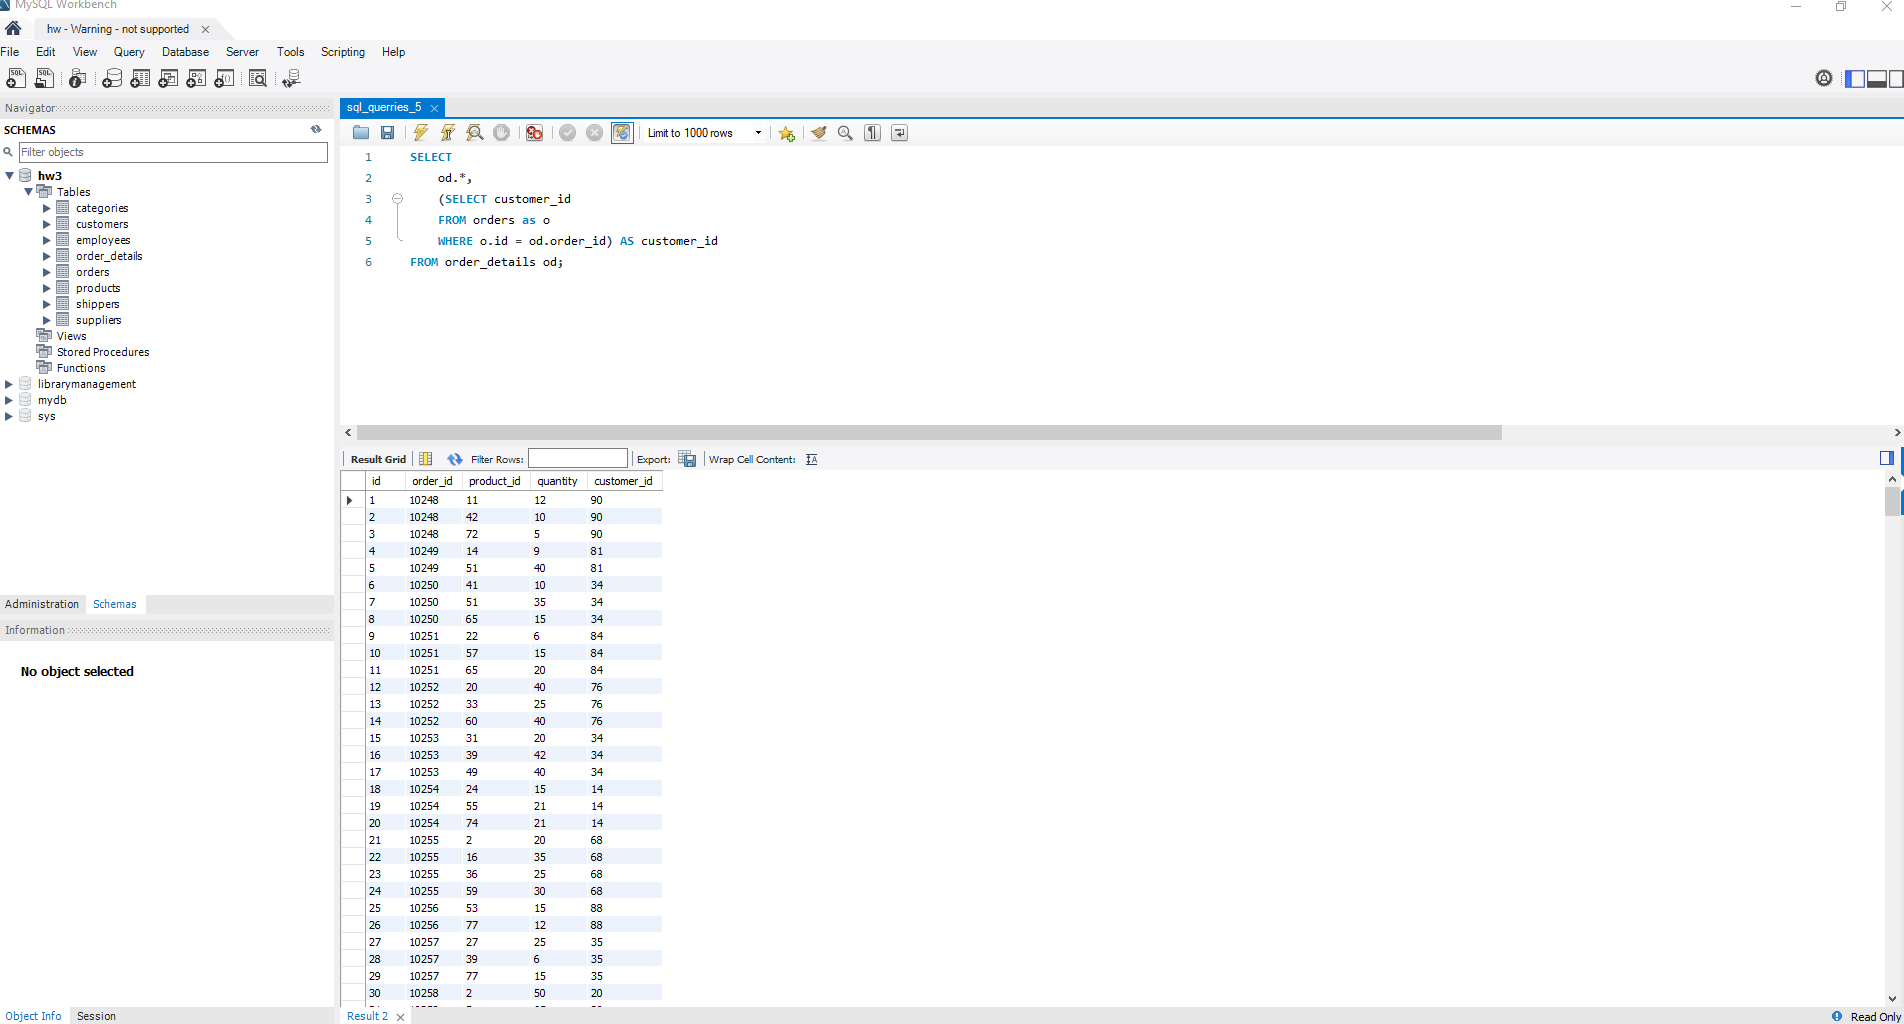 MySQL Workbench
hw - Warning - not supported
File Edit View Query Database Server Tools Scripting Help
Navigator
SCHEMAS
Filter objects
hw3
Tables
categories
customers
employees
order_details
orders
products
shippers
suppliers
Views
Stored Procedures
Functions
librarymanagement
mydb
sys
Administration Schemas
Information
No object selected
Object Info Session
sql_querries_5
Limit to 1000 rows
1 SELECT
2 od.*,
3 (SELECT customer_id
4 FROM orders as o
5 WHERE o.id = od.order_id) AS customer_id
6 FROM order_details od;
Result Grid Filter Rows: Export: Wrap Cell Content:
id order_id product_id quantity customer_id
1 10248 11 12 90
2 10248 42 10 90
3 10248 72 5 90
4 10249 14 9 81
5 10249 51 40 81
6 10250 41 10 34
7 10250 51 35 34
8 10250 65 15 34
9 10251 22 6 84
10 10251 57 15 84
11 10251 65 20 84
12 10252 20 40 76
13 10252 33 25 76
14 10252 60 40 76
15 10253 31 20 34
16 10253 39 42 34
17 10253 49 40 34
18 10254 24 15 14
19 10254 55 21 14
20 10254 74 21 14
21 10255 2 20 68
22 10255 16 35 68
23 10255 36 25 68
24 10255 59 30 68
25 10256 53 15 88
26 10256 77 12 88
27 10257 27 25 35
28 10257 39 6 35
29 10257 77 15 35
30 10258 2 50 20
Result 2
Read Only